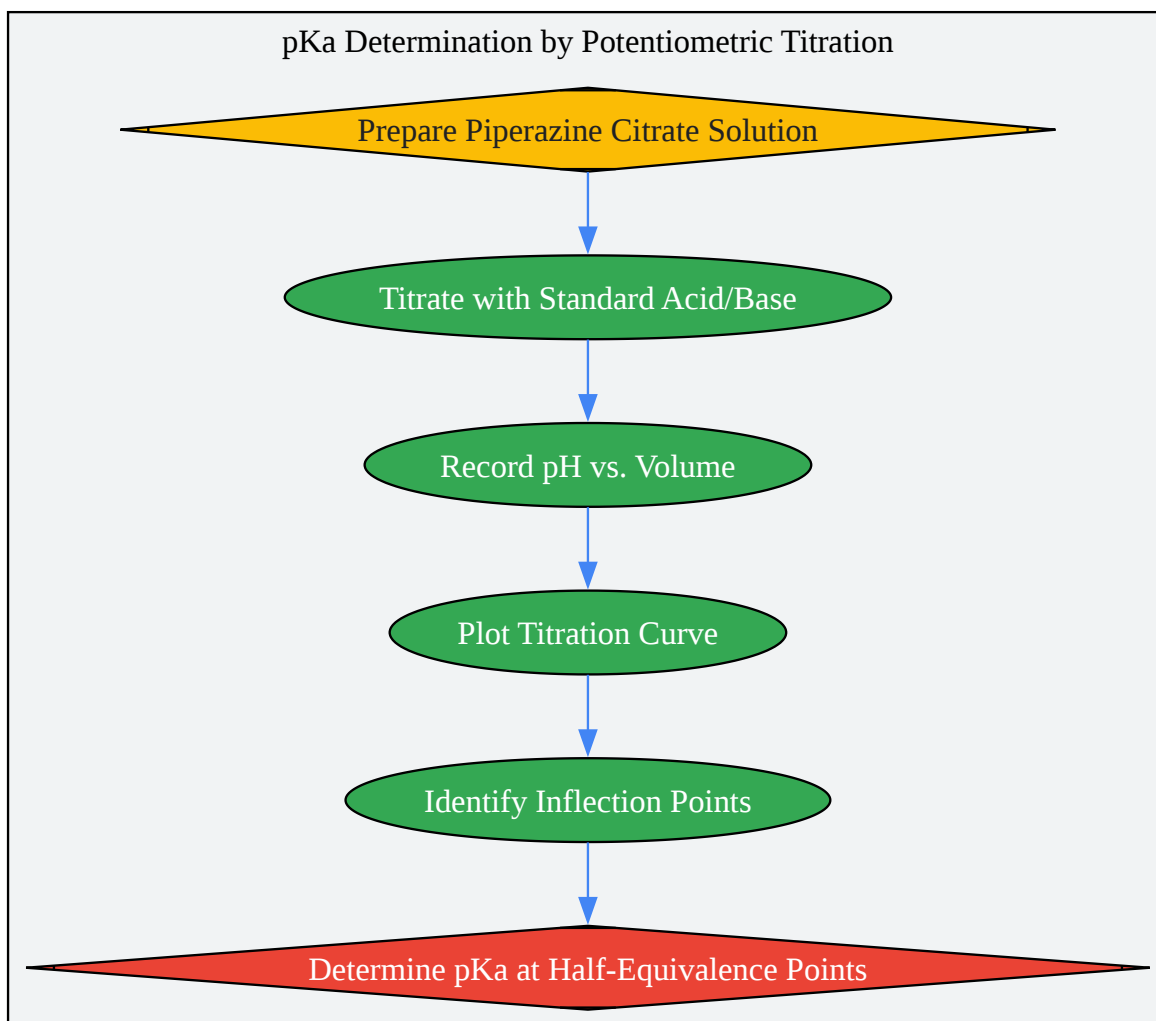 pKa Determination by Potentiometric Titration
Prepare Piperazine Citrate Solution
Titrate with Standard Acid/Base
Record pH vs. Volume
Plot Titration Curve
Identify Inflection Points
Determine pKa at Half-Equivalence Points